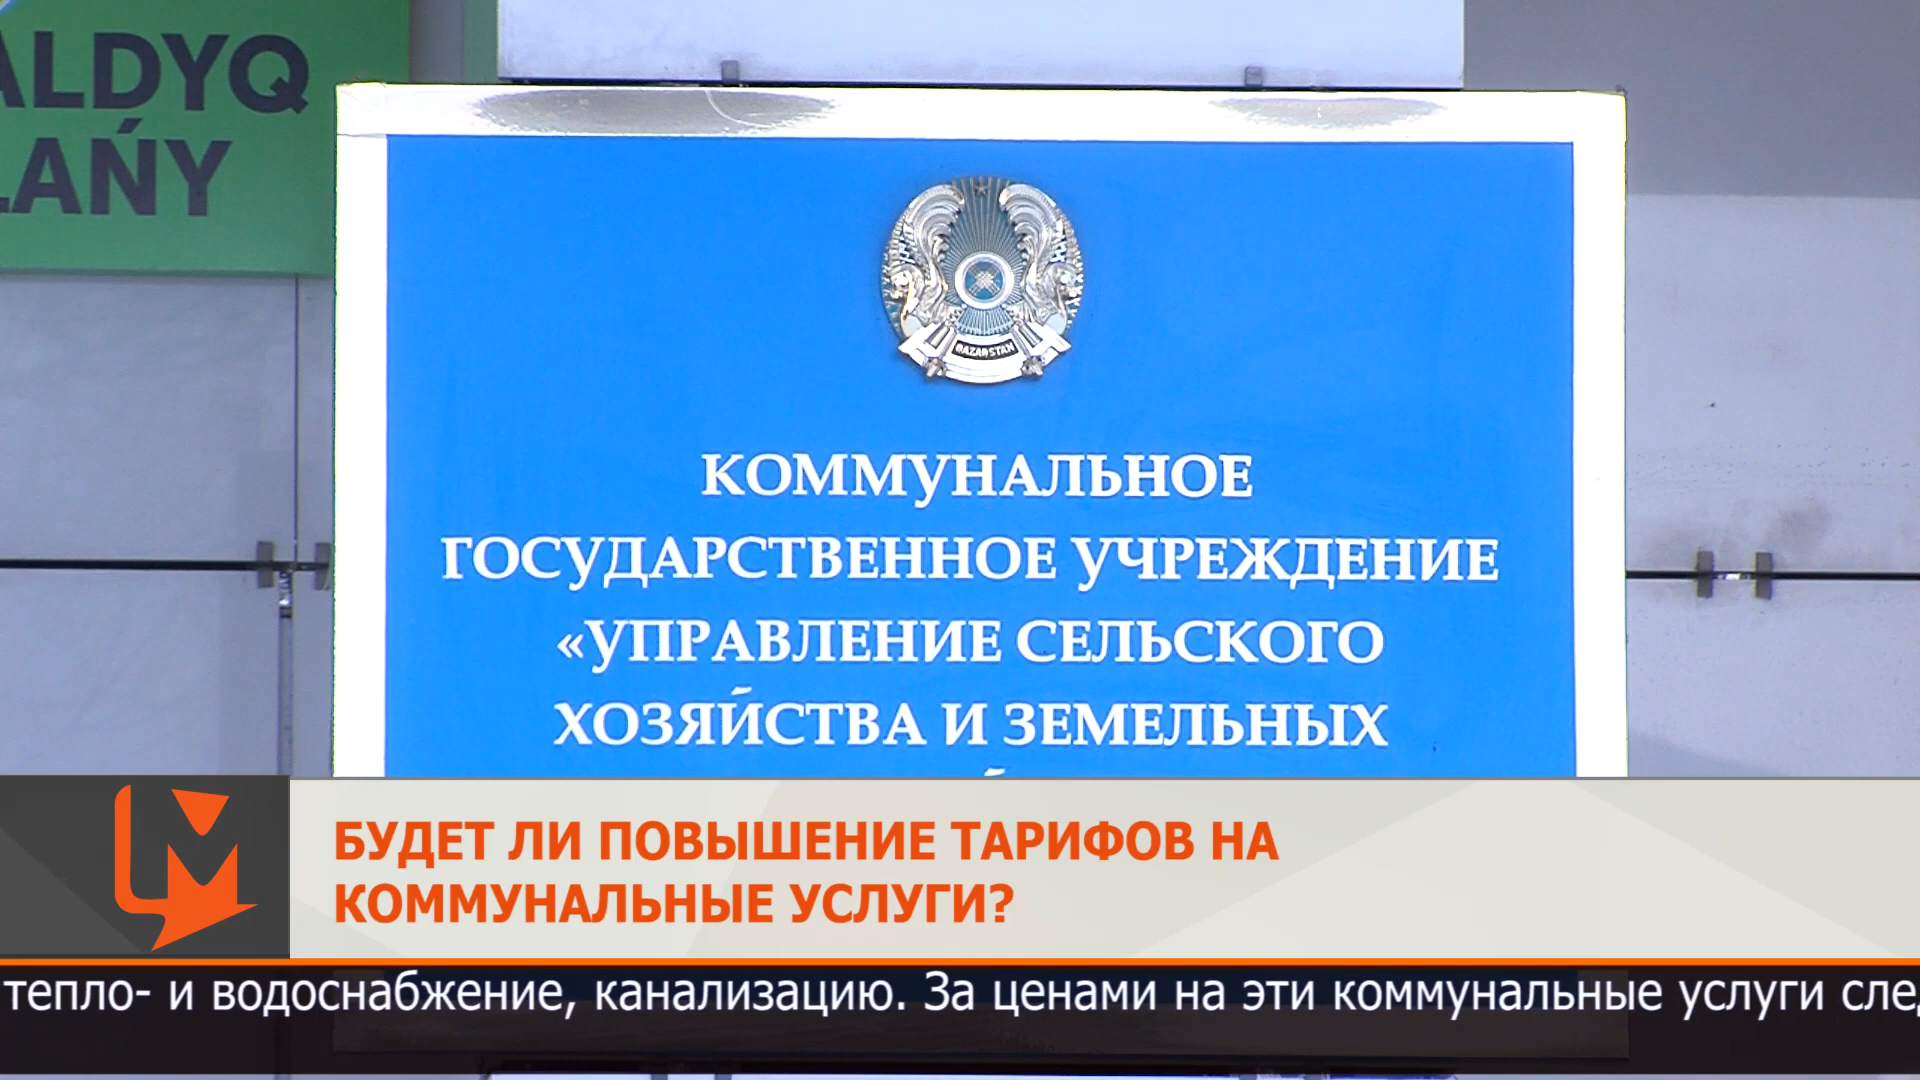 ALDYQ
LAŃY
QAZAQSTAN
КОММУНАЛЬНОЕ
ГОСУДАРСТВЕННОЕ УЧРЕЖДЕНИЕ
«УПРАВЛЕНИЕ СЕЛЬСКОГО
ХОЗЯЙСТВА И ЗЕМЕЛЬНЫХ
БУДЕТ ЛИ ПОВЫШЕНИЕ ТАРИФОВ НА
КОММУНАЛЬНЫЕ УСЛУГИ?
тепло- и водоснабжение, канализацию. За ценами на эти коммунальные услуги след